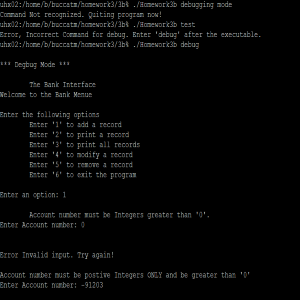 uhx02:/home/b/buccatm/homework3/3b% ./Homework3b debugging mode
Command Not recognized. Quiting program now!
uhx02:/home/b/buccatm/homework3/3b% ./Homework3b test
Error, Incorrect Command for debug. Enter 'debug' after the executable.
uhx02:/home/b/buccatm/homework3/3b% ./Homework3b debug
*** Degbug Mode ***
The Bank Interface
Welcome to the Bank Menue
Enter the following options
Enter '1' to add a record
Enter '2' to print a record
Enter '3' to print all records
Enter '4' to modify a record
Enter '5' to remove a record
Enter '6' to exit the program
Enter an option: 1
Account number must be Integers greater than '0'.
Enter Account number: 0
Error Invalid input. Try again!
Account number must be postive Integers ONLY and be greater than '0'
Enter Account number: -91203